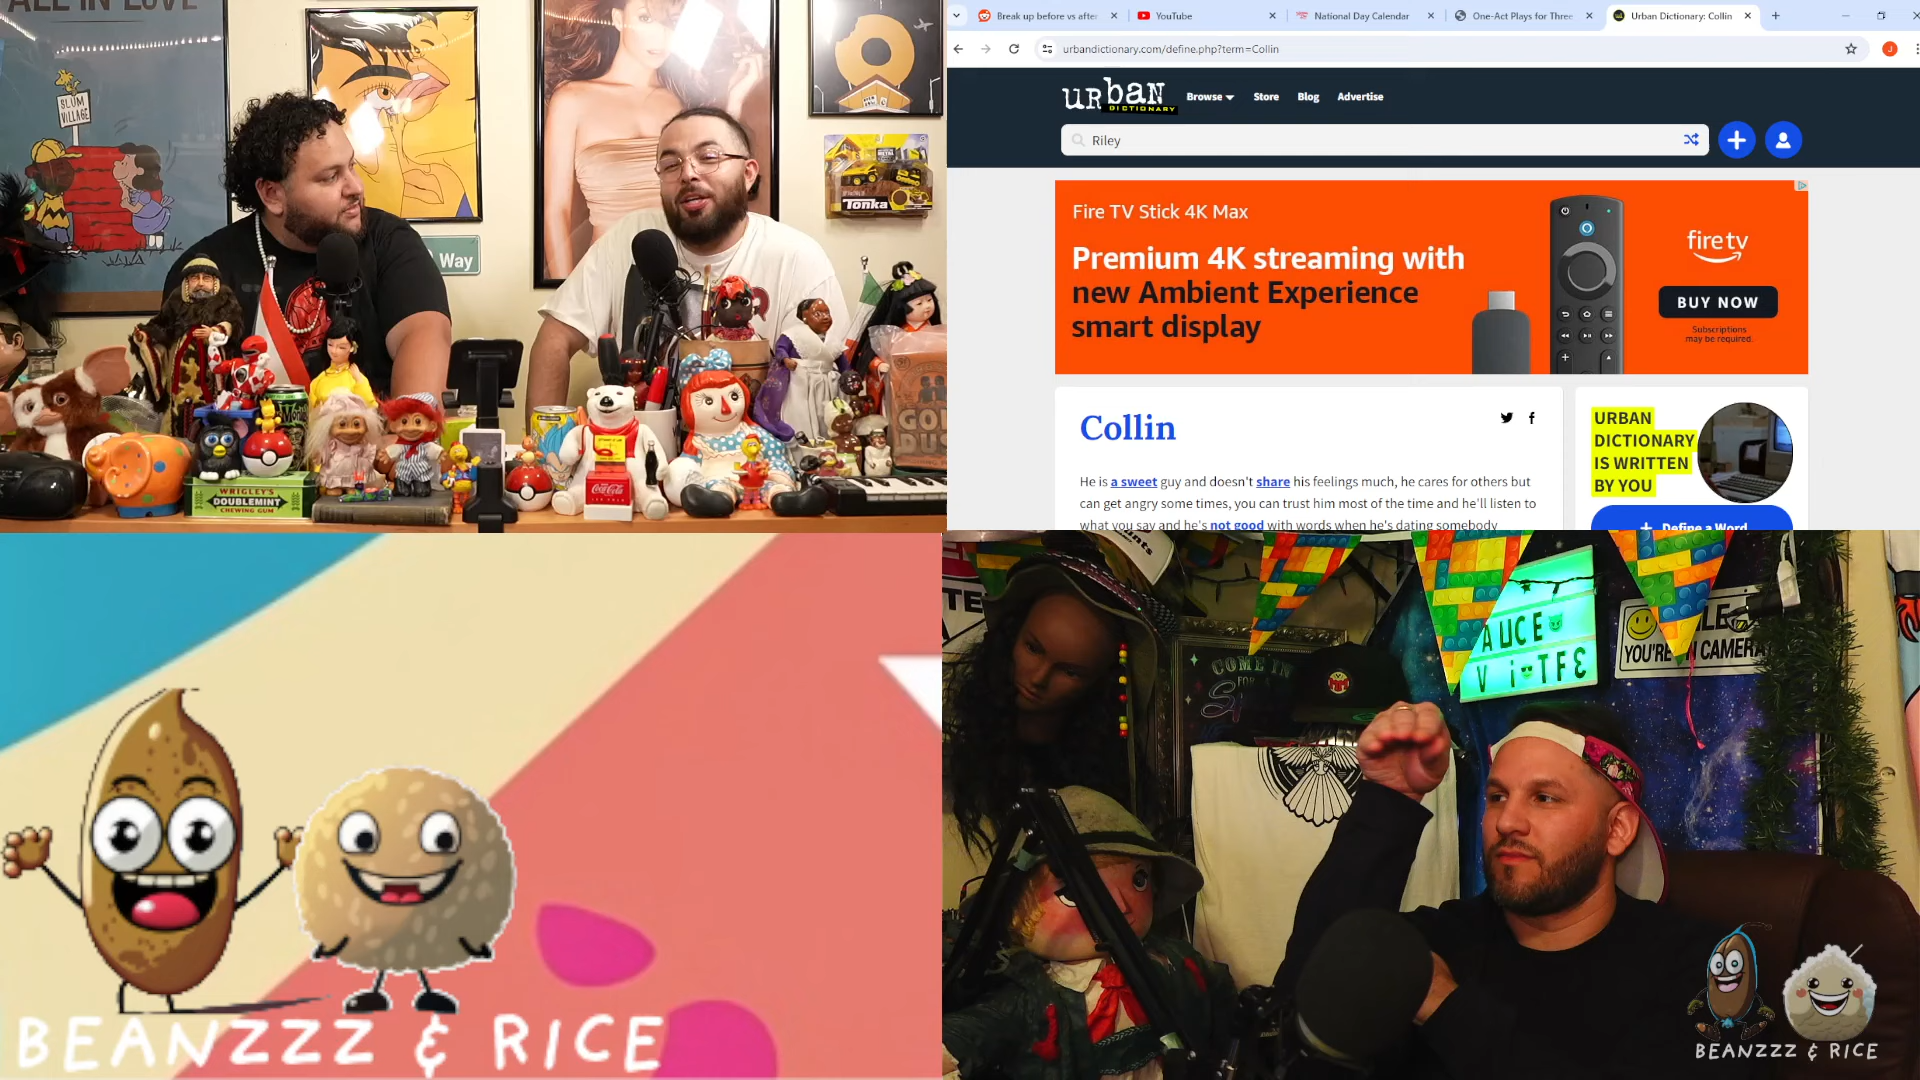 ALL IN LOVE
SLUM
VILLAGE
Way
Tonka
WRIGLEY'S
DOUBLEMINT
CHEWING GUM
Coca-Cola
Break up before vs after
YouTube
National Day Calendar
One-Act Plays for Three
Urban Dictionary: Collin
urbandictionary.com/define.php?term=Collin
J
URBAN
DICTIONARY
Browse
Store
Blog
Advertise
Riley
Fire TV Stick 4K Max
Premium 4K streaming with
new Ambient Experience
smart display
fire tv
BUY NOW
Subscriptions
may be required.
Collin
He is a sweet guy and doesn't share his feelings much, he cares for others but
can get angry some times, you can trust him most of the time and he'll listen to
what you say and he's not good with words when he's dating somebody
URBAN
DICTIONARY
IS WRITTEN
BY YOU
+ Define a Word
BEANZZZ & RICE
COME IN
FOR A
YOU'RE
CAMERA
BEANZZZ & RICE